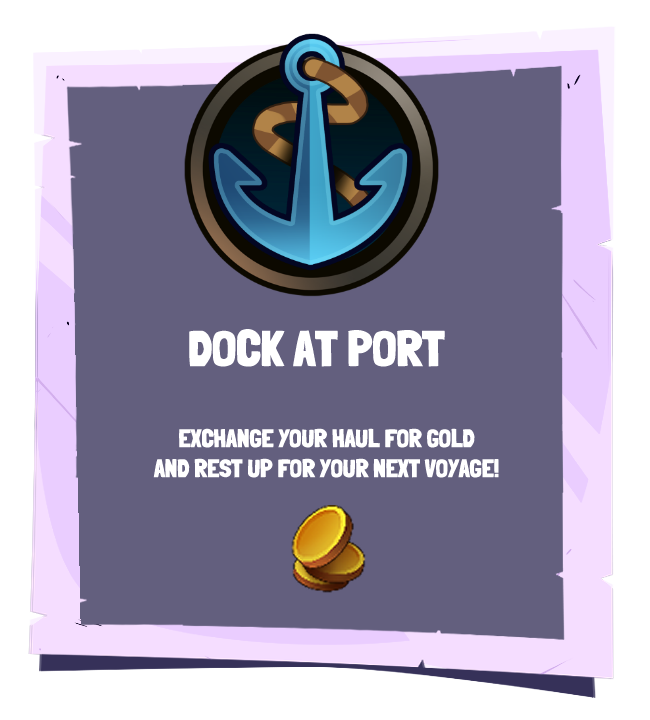 DOCK AT PORT
EXCHANGE YOUR HAUL FOR GOLD
AND REST UP FOR YOUR NEXT VOYAGE!